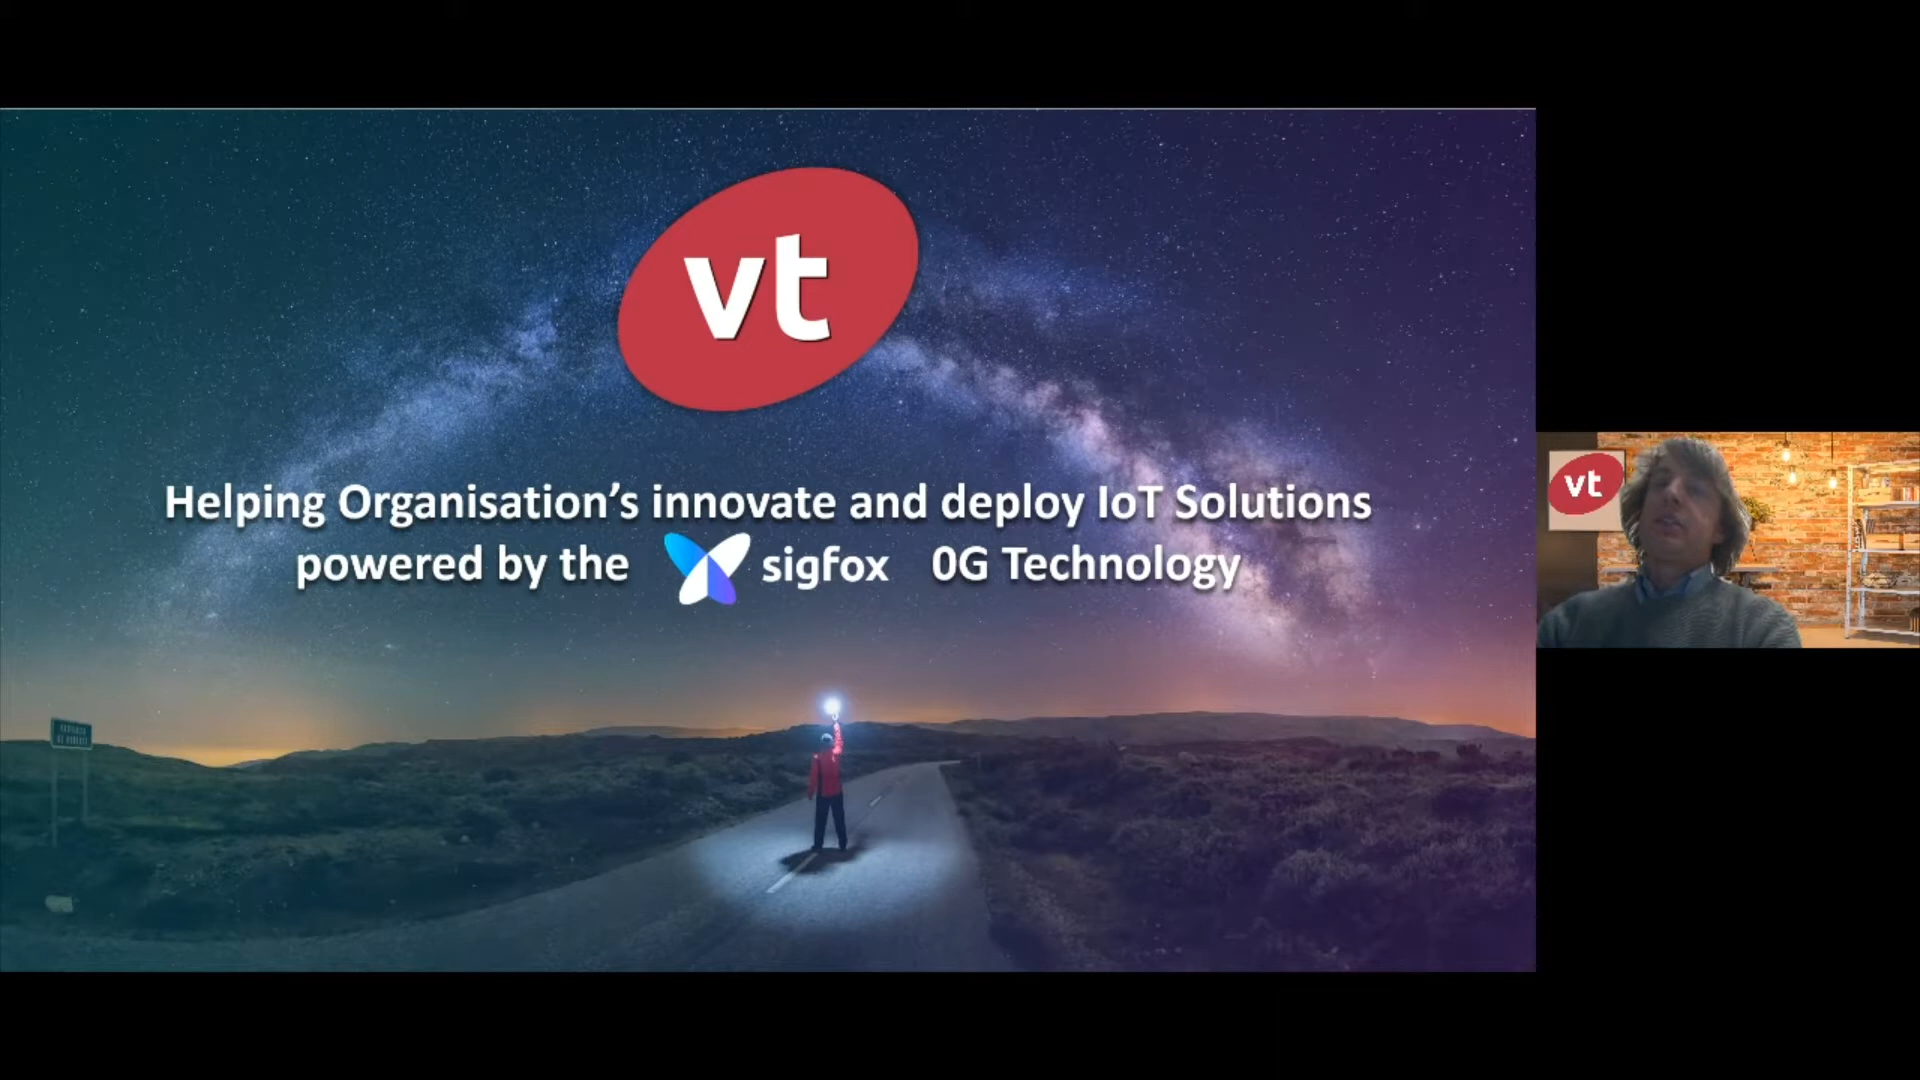 vt
Helping Organisation’s innovate and deploy IoT Solutions
powered by the sigfox 0G Technology
vt